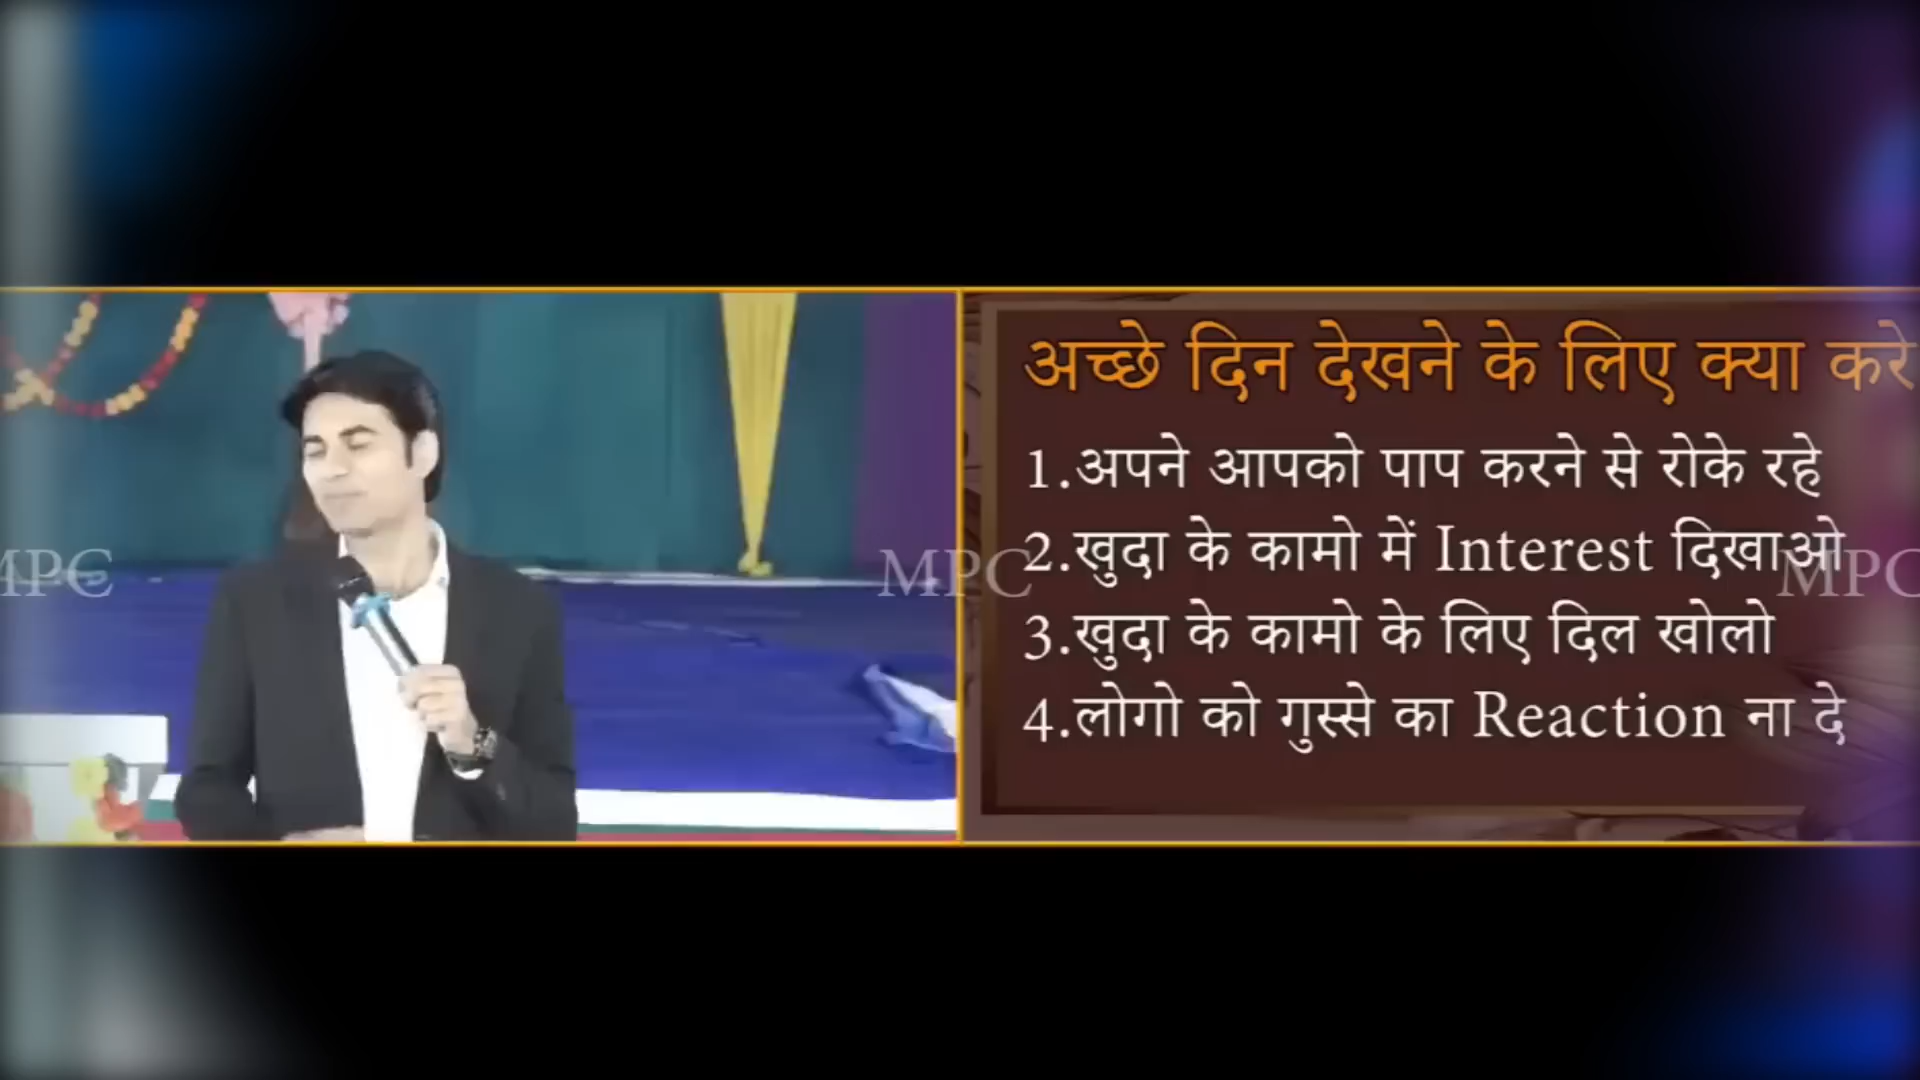 अच्छे दिन देखने के लिए क्या करे
1.अपने आपको पाप करने से रोके रहे
2.खुदा के कामो में Interest दिखाओ
3.खुदा के कामो के लिए दिल खोलो
4.लोगो को गुस्से का Reaction ना दे
MPC
MPC
MPC